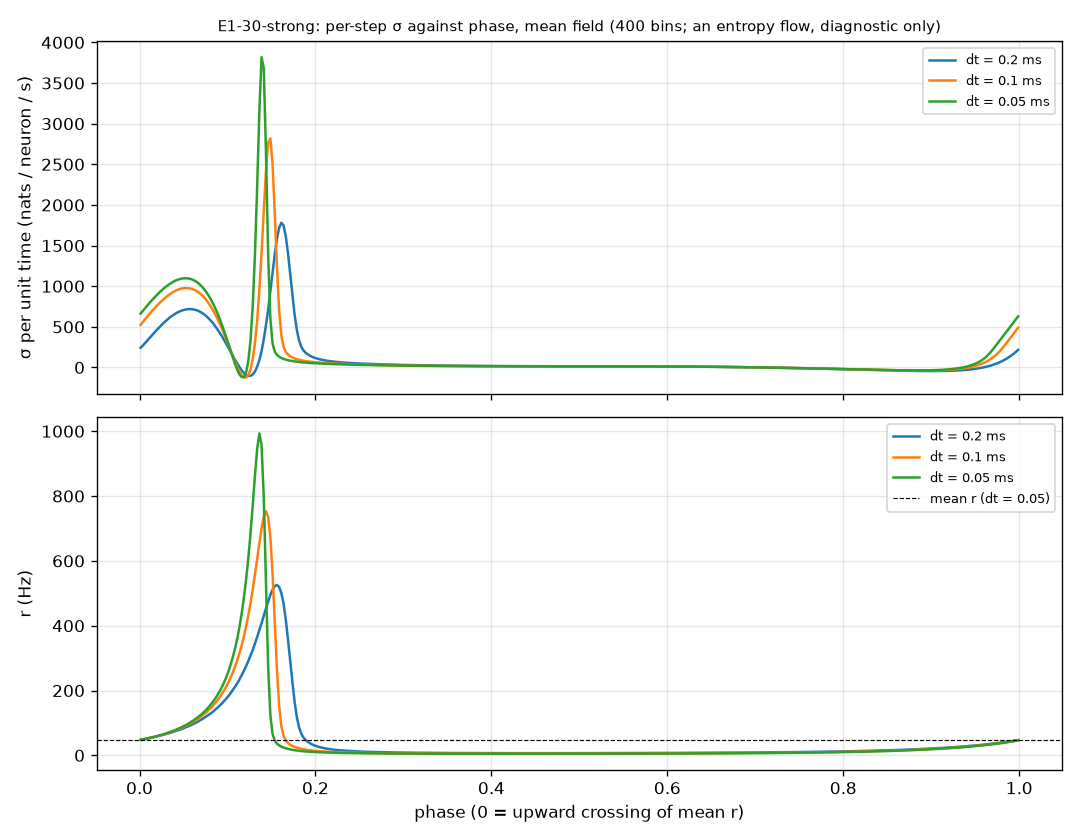 E1-30-strong: per-step σ against phase, mean field (400 bins; an entropy flow, diagnostic only)
σ per unit time (nats / neuron / s)
4000
3500
3000
2500
2000
1500
1000
500
0
dt = 0.2 ms
dt = 0.1 ms
dt = 0.05 ms
r (Hz)
1000
800
600
400
200
0
dt = 0.2 ms
dt = 0.1 ms
dt = 0.05 ms
mean r (dt = 0.05)
0.0 0.2 0.4 0.6 0.8 1.0
phase (0 = upward crossing of mean r)